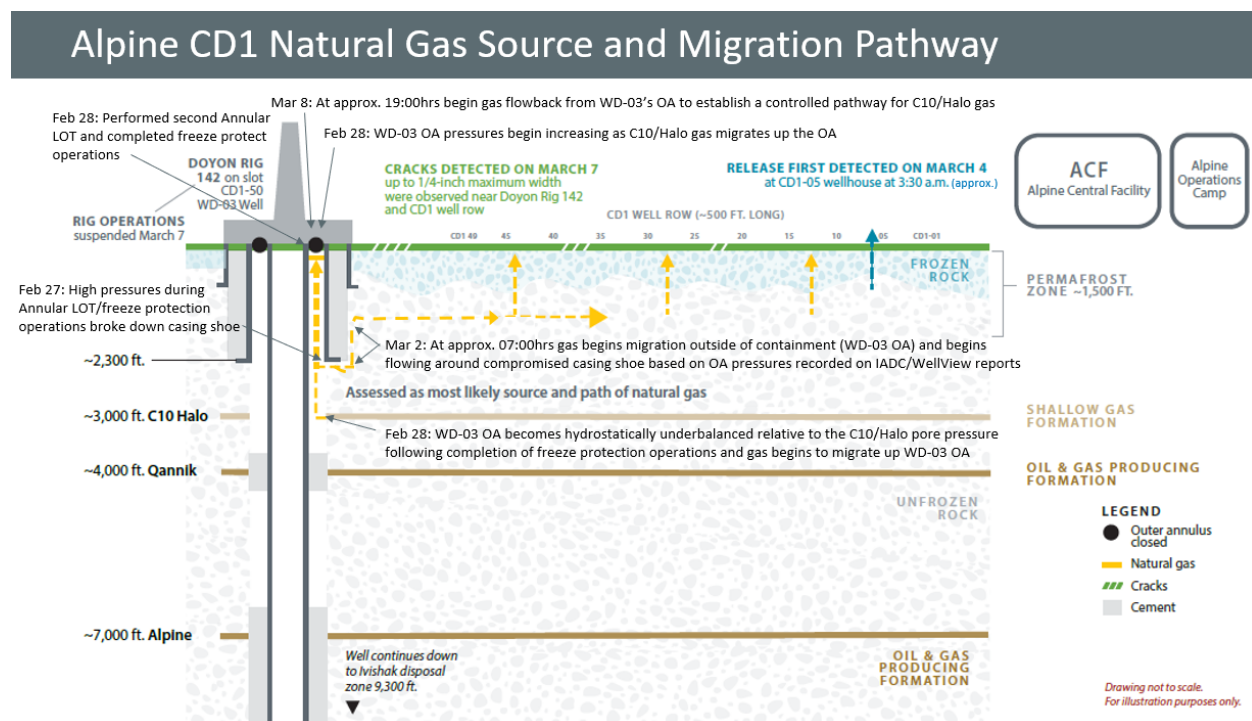 Alpine CD1 Natural Gas Source and Migration Pathway
Mar 8: At approx. 19:00hrs begin gas flowback from WD-03's OA to establish a controlled pathway for C10/Halo gas
Feb 28: Performed second Annular
LOT and completed freeze protect
operations
Feb 28: WD-03 OA pressures begin increasing as C10/Halo gas migrates up the OA
DOYON RIG
142 on slot
CD1-50
WD-03 Well
RIG OPERATIONS
suspended March 7
CRACKS DETECTED ON MARCH 7
up to 1/4-inch maximum width
were observed near Doyon Rig 142
and CD1 well row
RELEASE FIRST DETECTED ON MARCH 4
at CD1-05 wellhouse at 3:30 a.m. (approx.)
CD1 WELL ROW (~500 FT. LONG)
CD1 49 45 40 35 30 25 20 15 10 05 CD1-01
ACF
Alpine Central Facility
Alpine
Operations
Camp
FROZEN
ROCK
PERMAFROST
ZONE ~1,500 FT.
Feb 27: High pressures during
Annular LOT/freeze protection
operations broke down casing shoe
Mar 2: At approx. 07:00hrs gas begins migration outside of containment (WD-03 OA) and begins
flowing around compromised casing shoe based on OA pressures recorded on IADC/WellView reports
~2,300 ft.
Assessed as most likely source and path of natural gas
~3,000 ft. C10 Halo
SHALLOW GAS
FORMATION
Feb 28: WD-03 OA becomes hydrostatically underbalanced relative to the C10/Halo pore pressure
following completion of freeze protection operations and gas begins to migrate up WD-03 OA
~4,000 ft. Qannik
OIL & GAS PRODUCING
FORMATION
UNFROZEN
ROCK
LEGEND
Outer annulus
closed
Natural gas
Cracks
Cement
~7,000 ft. Alpine
Well continues down
to Ivishak disposal
zone 9,300 ft.
OIL & GAS
PRODUCING
FORMATION
Drawing not to scale.
For illustration purposes only.